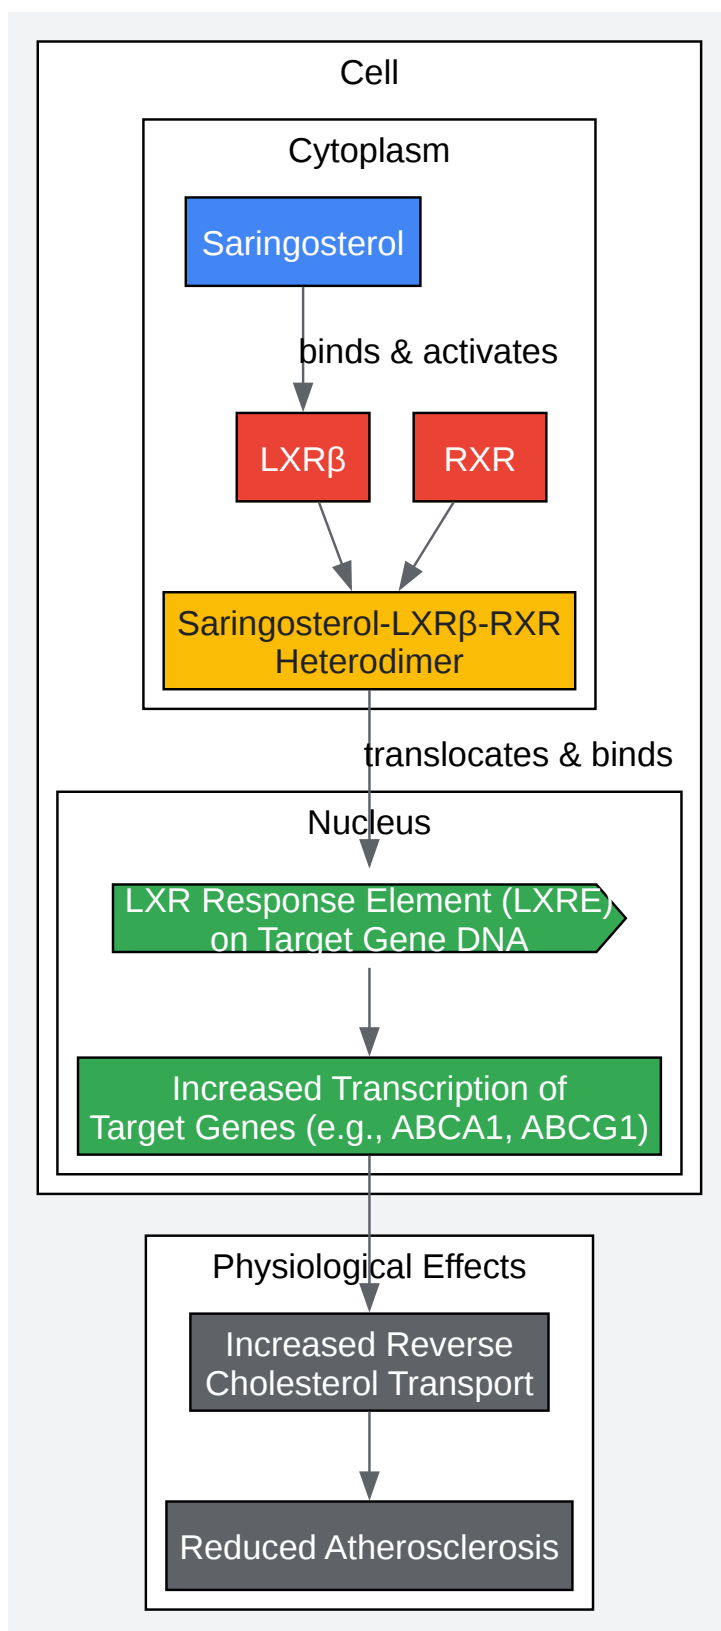 Cell
Cytoplasm
Saringosterol
binds & activates
LXRβ
RXR
Saringosterol-LXRβ-RXR
Heterodimer
translocates & binds
Nucleus
LXR Response Element (LXRE)
on Target Gene DNA
Increased Transcription of
Target Genes (e.g., ABCA1, ABCG1)
Physiological Effects
Increased Reverse
Cholesterol Transport
Reduced Atherosclerosis